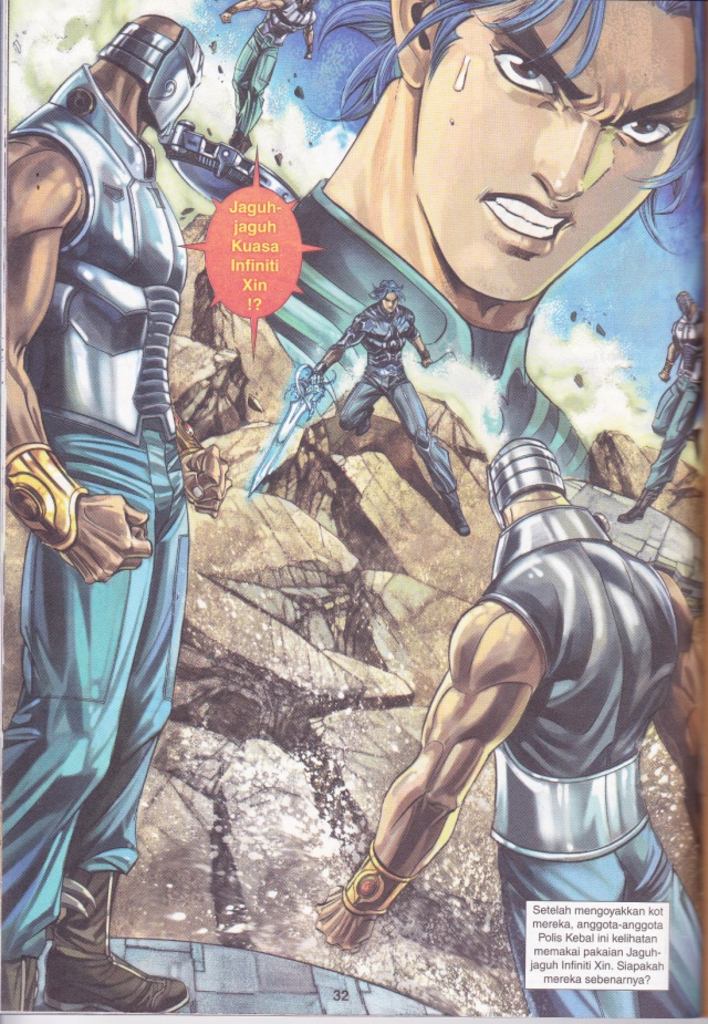 Jaguh-
jaguh
Kuasa
Infiniti
Xin
!?
Setelah mengoyakkan kot
mereka, anggota-anggota
Polis Kebal ini kelihatan
memakai pakaian Jaguh-
jaguh Infiniti Xin. Siapakah
mereka sebenarnya?
32